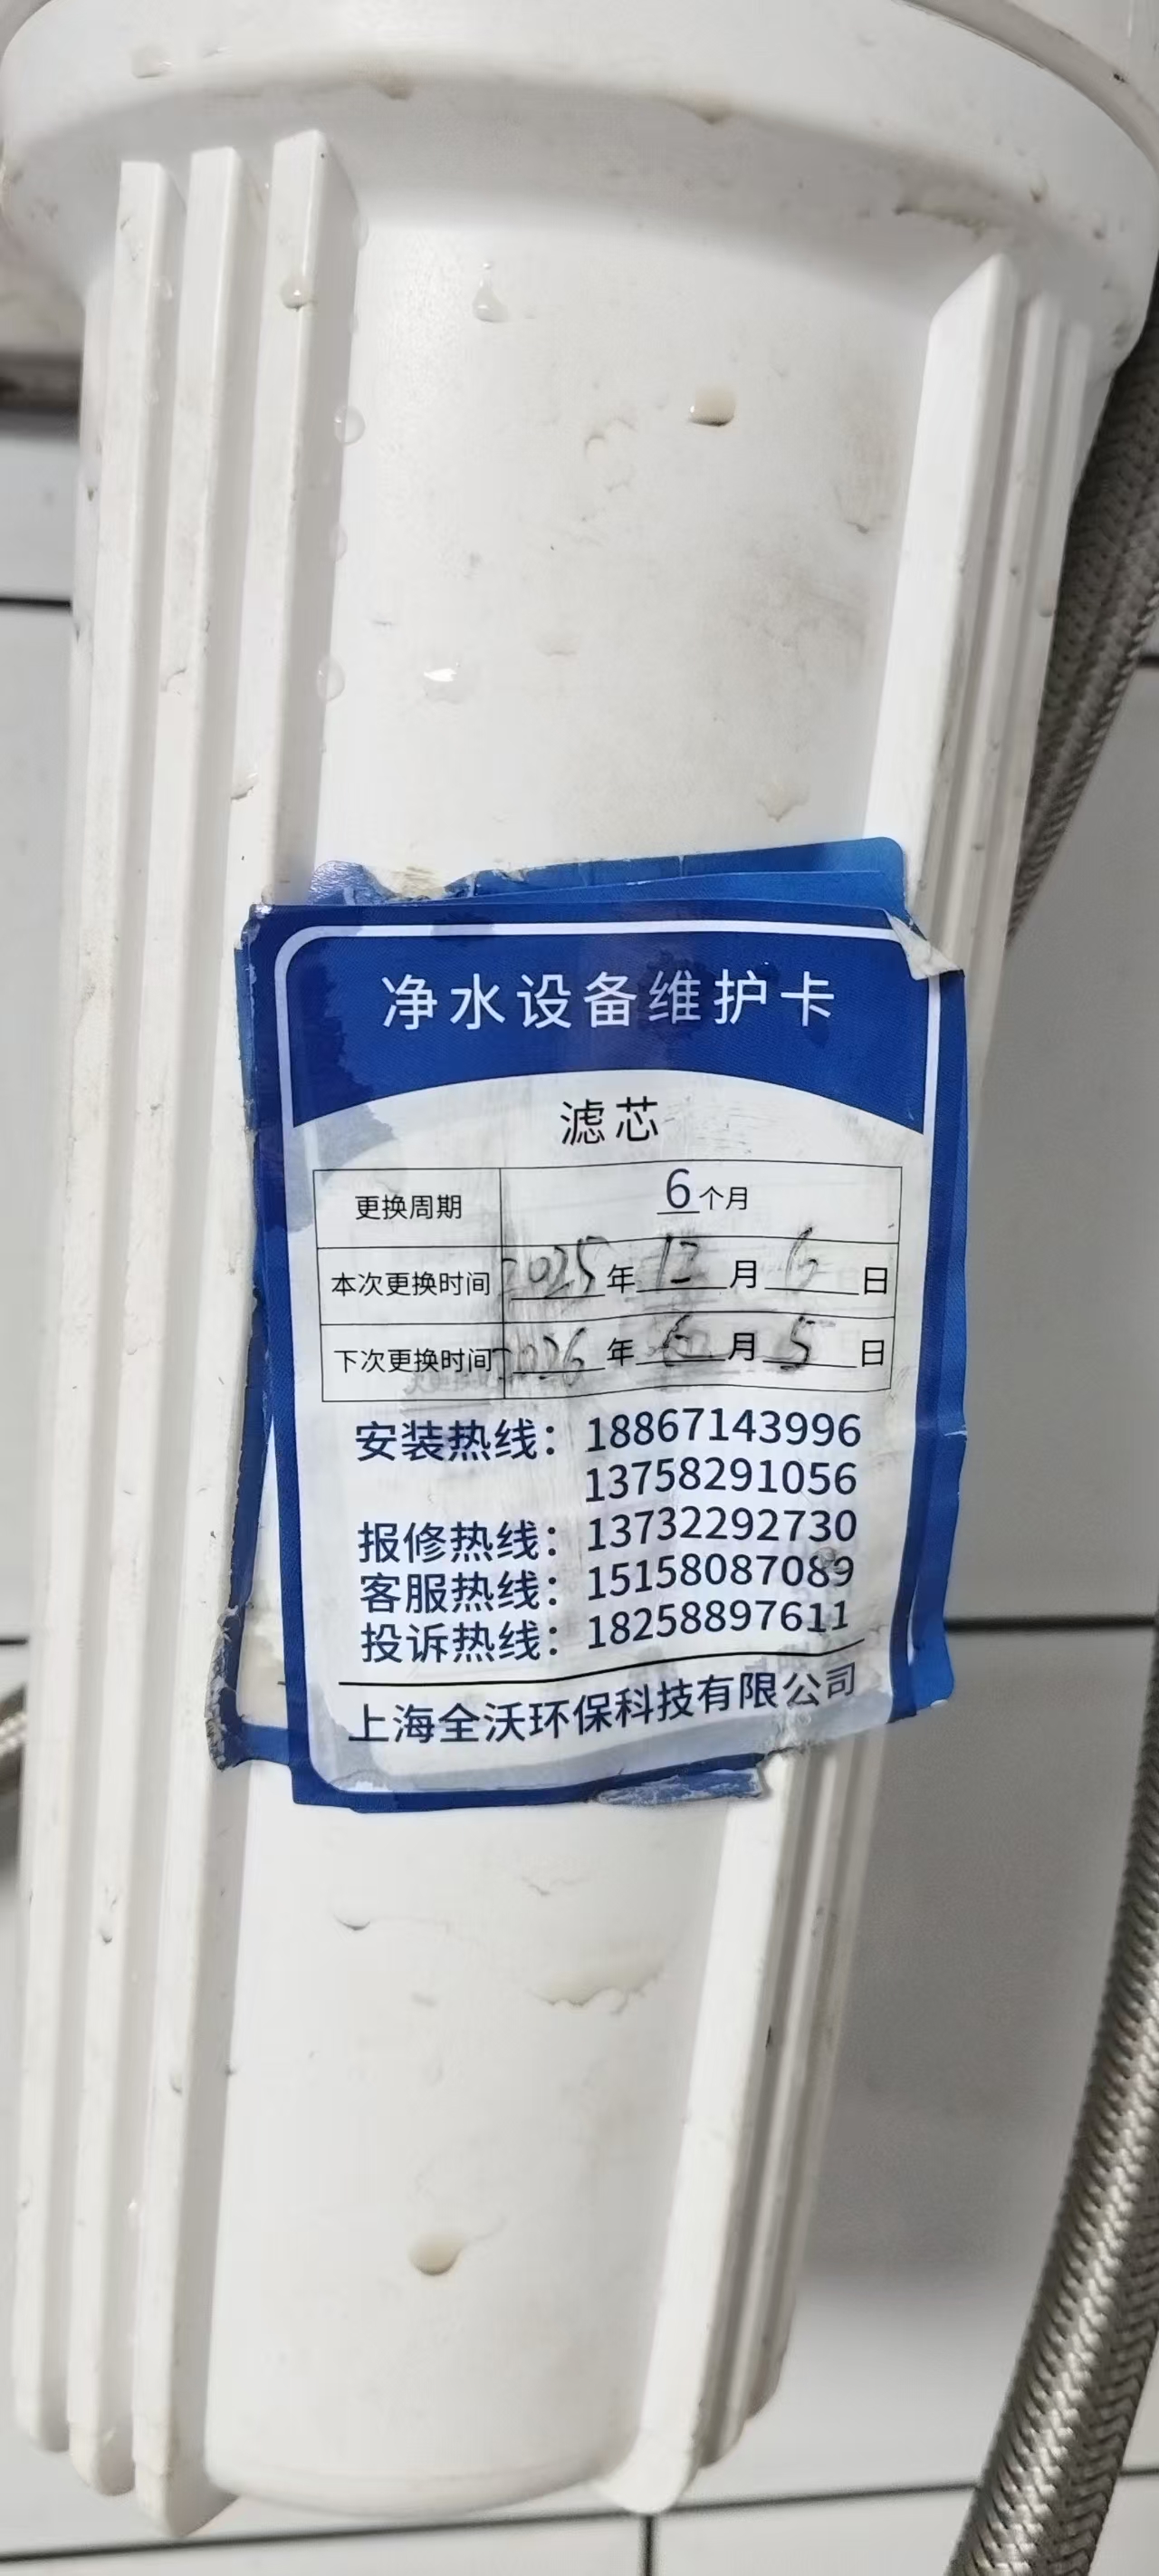 净水设备维护卡
滤芯
更换周期 6个月
本次更换时间 2025年12月6日
下次更换时间 2026年6月5日
安装热线：18867143996
13758291056
报修热线：13732292730
客服热线：15158087089
投诉热线：18258897611
上海全沃环保科技有限公司